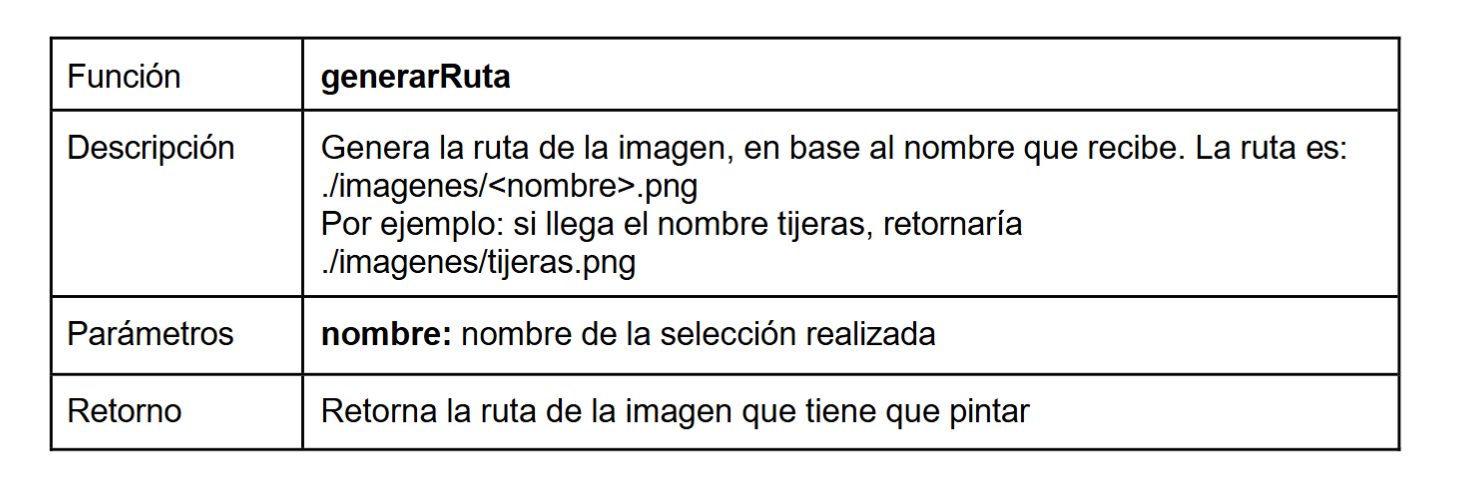 Función
generarRuta
Descripción
Genera la ruta de la imagen, en base al nombre que recibe. La ruta es:
./imagenes/<nombre>.png
Por ejemplo: si llega el nombre tijeras, retornaría
./imagenes/tijeras.png
Parámetros
nombre: nombre de la selección realizada
Retorno
Retorna la ruta de la imagen que tiene que pintar